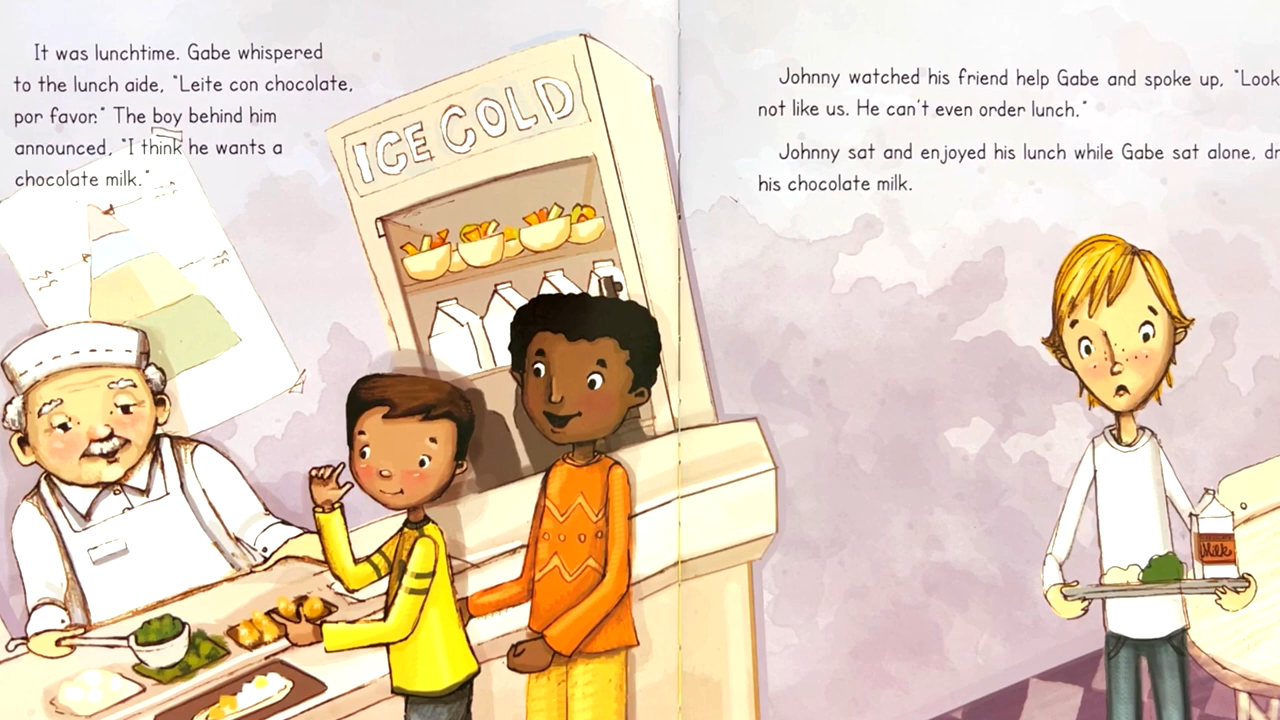 It was lunchtime. Gabe whispered
to the lunch aide, "Leite con chocolate,
por favor." The boy behind him
announced, "I think he wants a
chocolate milk."
ICE COLD
Johnny watched his friend help Gabe and spoke up, "Look
not like us. He can't even order lunch."
Johnny sat and enjoyed his lunch while Gabe sat alone,
his chocolate milk.
Milk